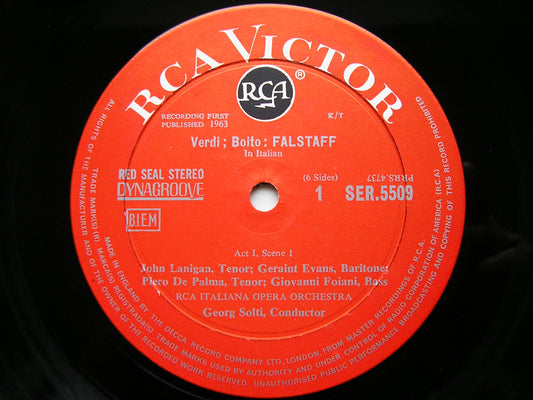 RCA VICTOR
RCA
®
RECORDING FIRST
PUBLISHED 1963
K/T
Verdi ; Boito : FALSTAFF
In Italian
RED SEAL STEREO
DYNAGROOVE
B.I.E.M
(6 Sides)
1
SER.5509
PRRS.4737
Act I, Scene 1
John Lanigan, Tenor; Geraint Evans, Baritone;
Piero De Palma, Tenor; Giovanni Foiani, Bass
RCA ITALIANA OPERA ORCHESTRA
Georg Solti, Conductor
MADE IN ENGLAND BY THE DECCA RECORD COMPANY LTD., LONDON, FROM MASTER RECORDINGS OF R.C.A.
TRADE MARK(S) (R) MARCA(S) REGISTRADA(S) TRADE MARKS USED BY AUTHORITY AND UNDER CONTROL OF RADIO CORPORATION OF AMERICA (R.C.A.)
ALL RIGHTS OF THE MANUFACTURER AND OF THE OWNER OF THE RECORDED WORK RESERVED. UNAUTHORISED PUBLIC PERFORMANCE BROADCASTING AND COPYING OF THIS RECORD PROHIBITED